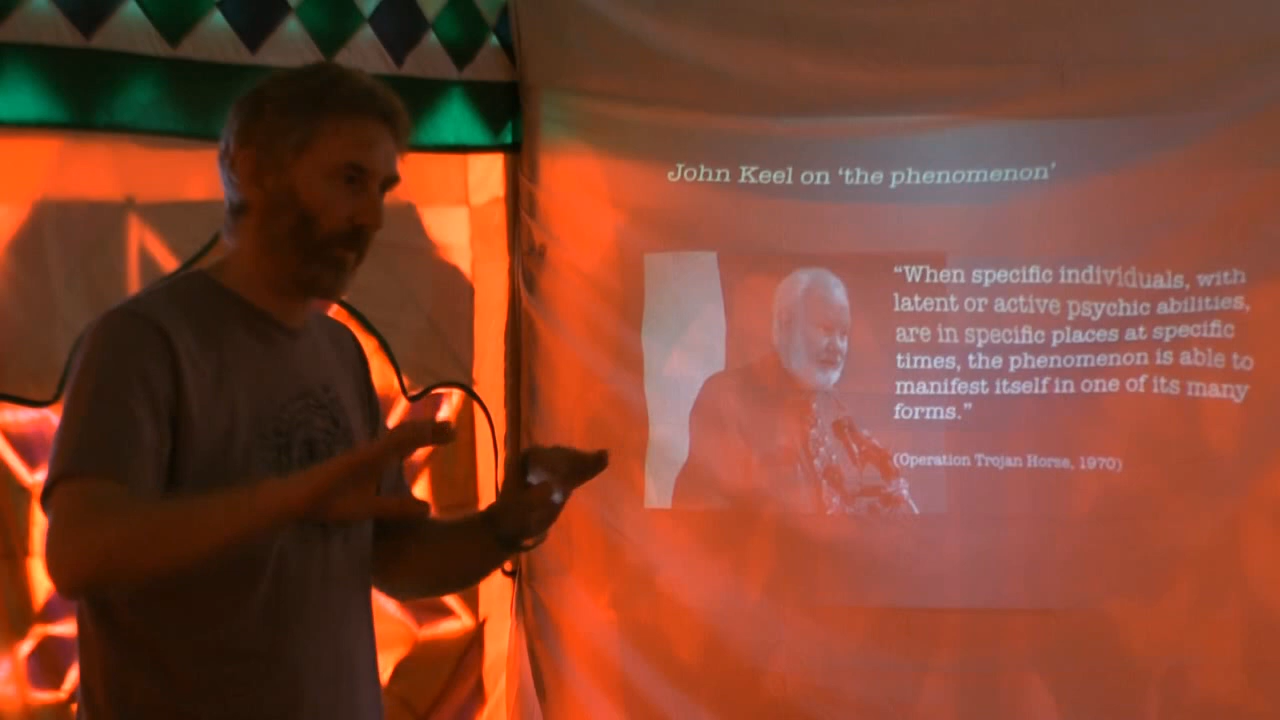 John Keel on ‘the phenomenon’
“When specific individuals, with
latent or active psychic abilities,
are in specific places at specific
times, the phenomenon is able to
manifest itself in one of its many
forms.”
(Operation Trojan Horse, 1970)